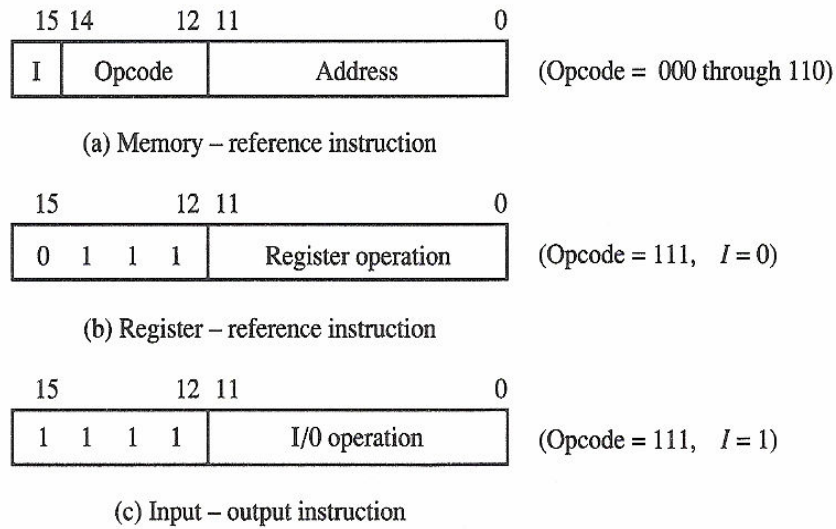 15 14 12 11 0
I Opcode Address (Opcode = 000 through 110)
(a) Memory – reference instruction
15 12 11 0
0 1 1 1 Register operation (Opcode = 111, I = 0)
(b) Register – reference instruction
15 12 11 0
1 1 1 1 I/0 operation (Opcode = 111, I = 1)
(c) Input – output instruction